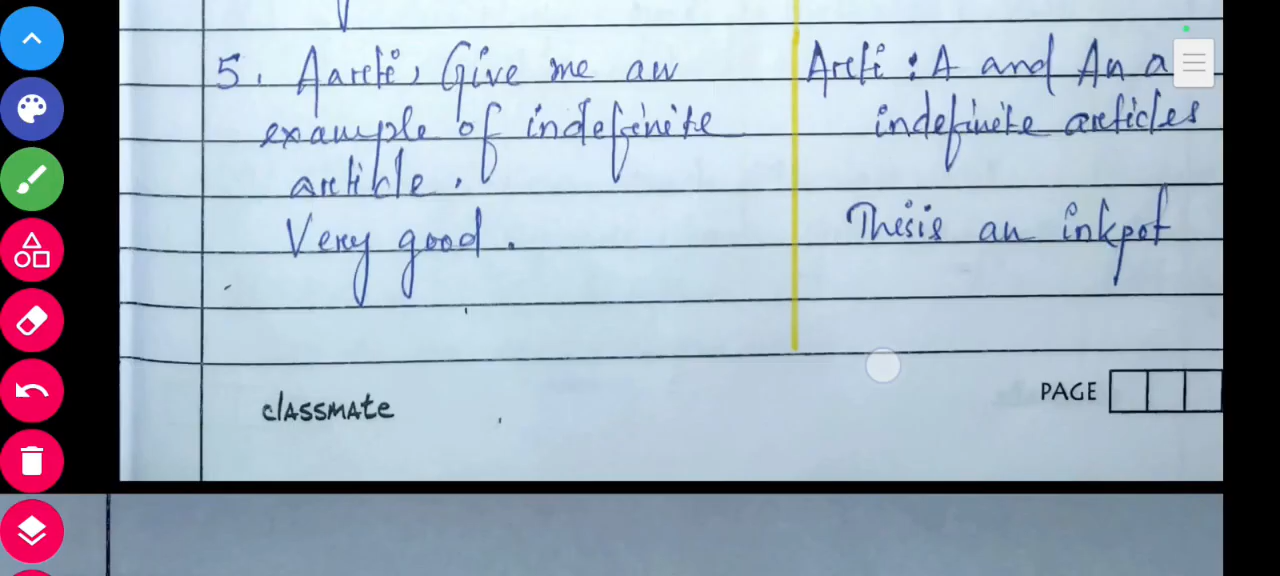 5. Aarti, Give me an
example of indefinite
article.
Very good.
Arti : A and An a
indefinite articles
This is an inkpot
classmate
PAGE